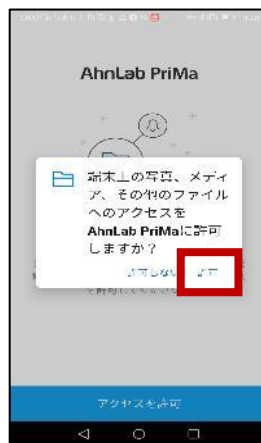 AhnLab PriMa
端末上の写真、メディ
ア、その他のファイル
へのアクセスを
AhnLab PriMaに許可
しますか？
許可しない
許可
アクセスを許可